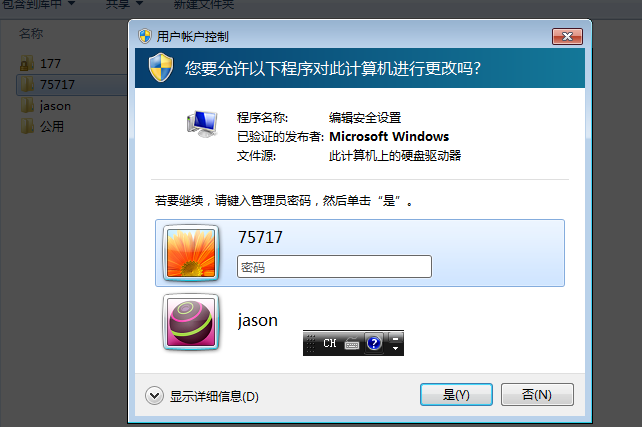 包含到库中 共享 新建文件夹
名称
177
75717
jason
公用
用户帐户控制
您要允许以下程序对此计算机进行更改吗?
程序名称: 编辑安全设置
已验证的发布者: Microsoft Windows
文件源: 此计算机上的硬盘驱动器
若要继续，请键入管理员密码，然后单击“是”。
75717
密码
jason
CH
显示详细信息(D)
是(Y) 否(N)